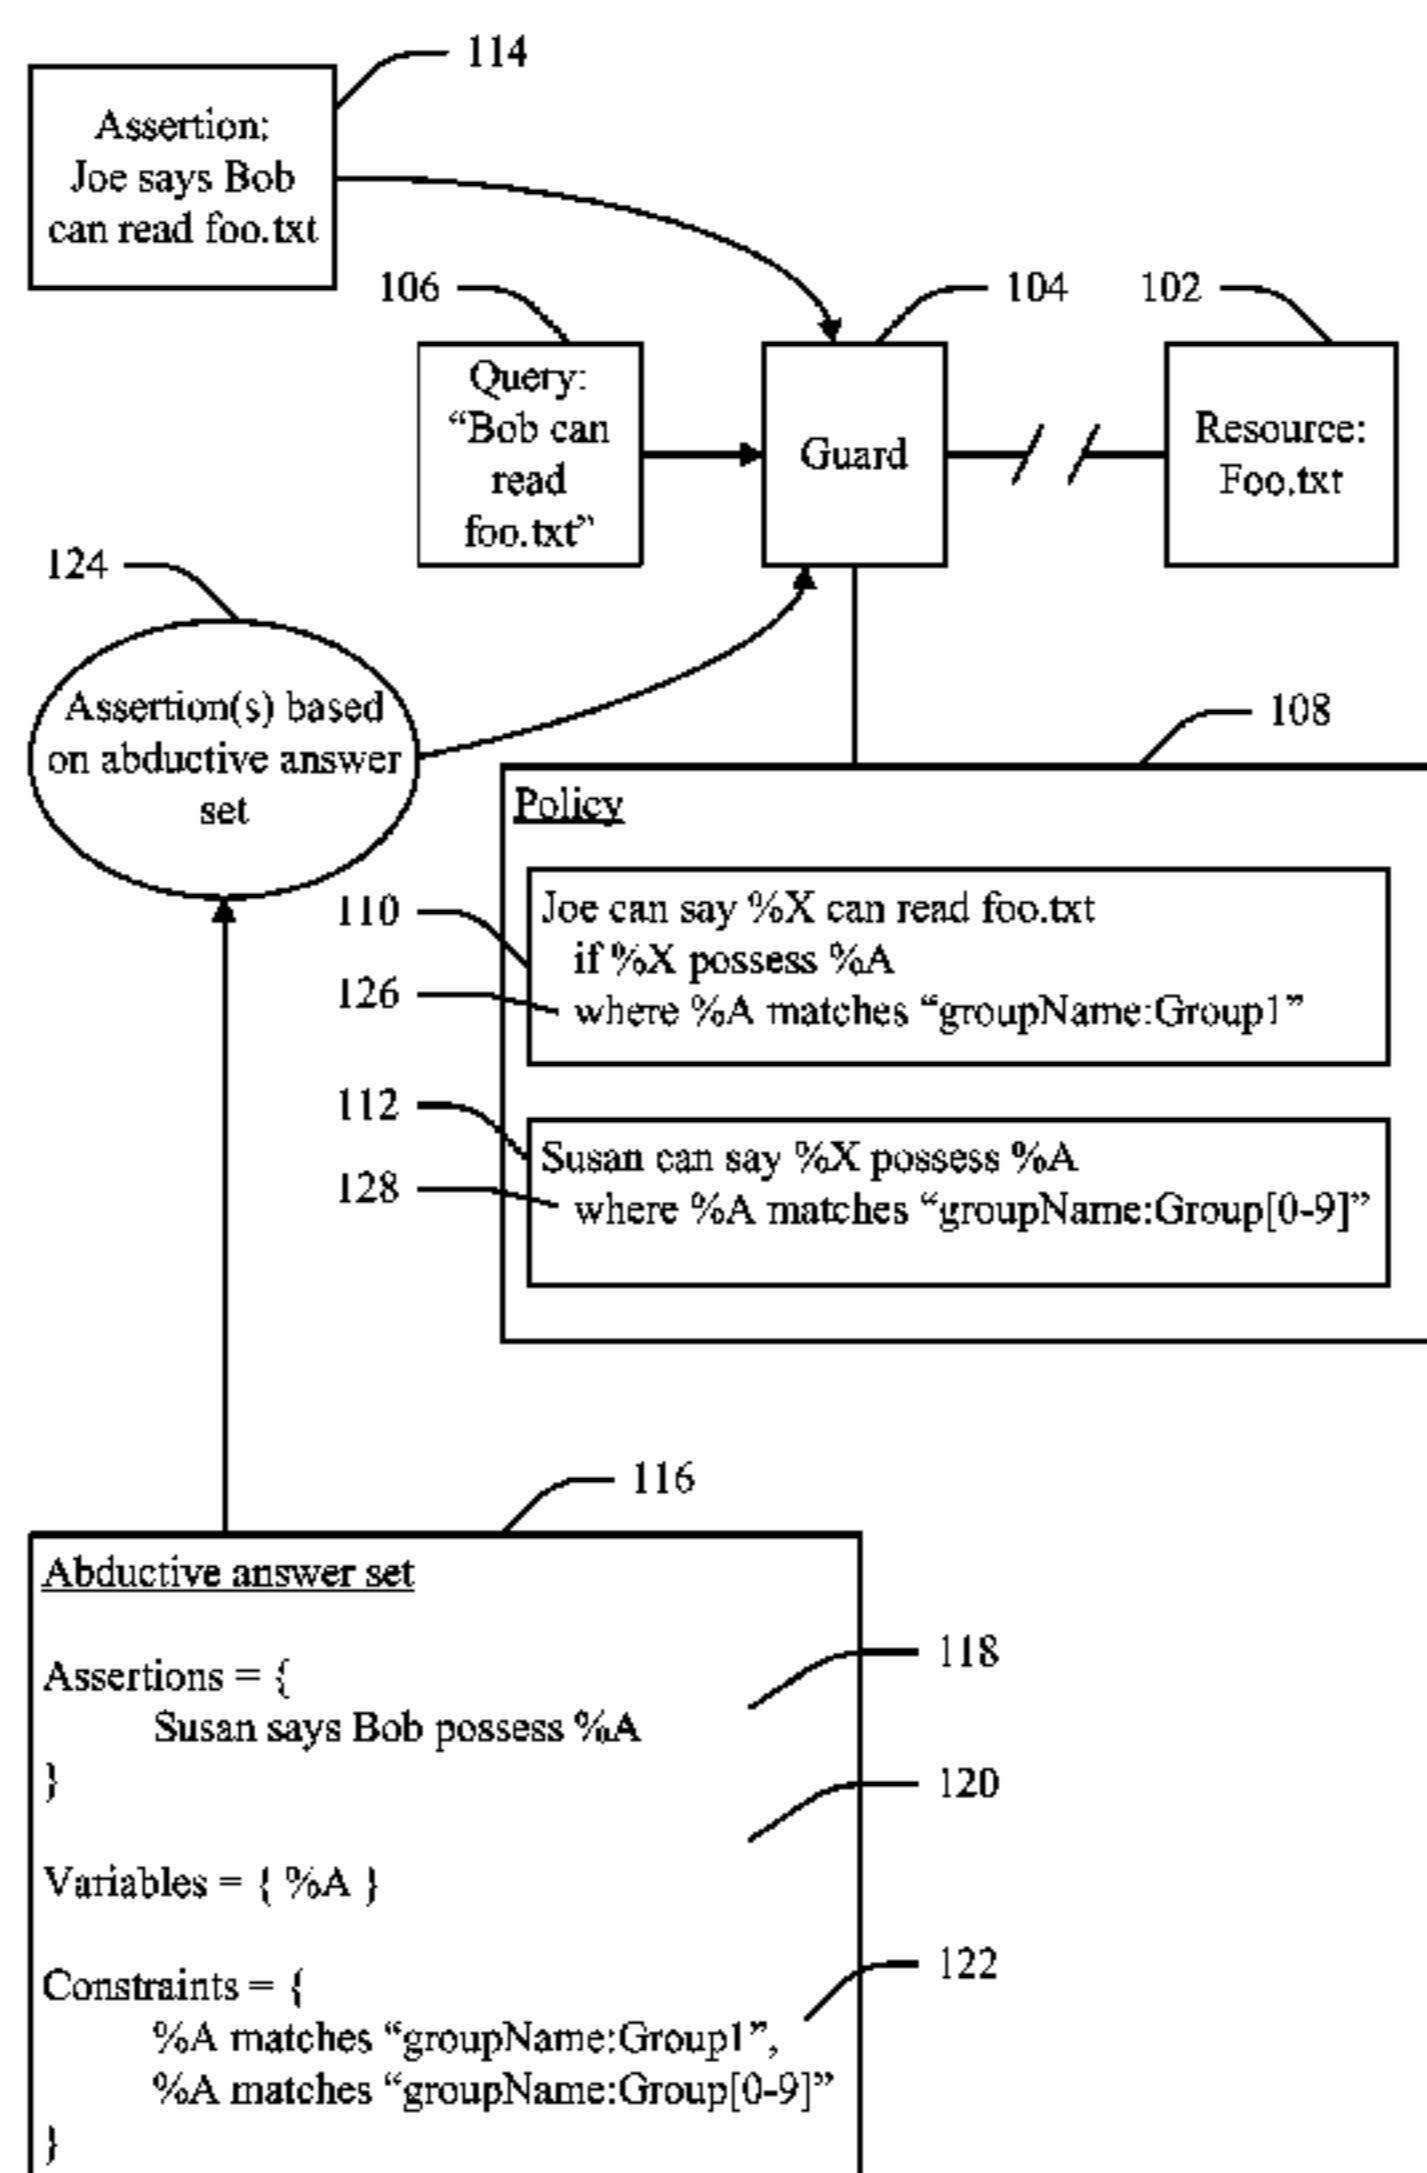 114
Assertion:
Joe says Bob
can read foo.txt
106
104
102
Query:
“Bob can
read
foo.txt”
Guard
Resource:
Foo.txt
124
Assertion(s) based
on abductive answer
set
108
Policy
110
Joe can say %X can read foo.txt
if %X possess %A
126
where %A matches “groupName:Group1”
112
Susan can say %X possess %A
128
where %A matches “groupName:Group[0-9]”
116
Abductive answer set
118
Assertions = {
Susan says Bob possess %A
}
120
Variables = { %A }
122
Constraints = {
%A matches “groupName:Group1”,
%A matches “groupName:Group[0-9]”
}